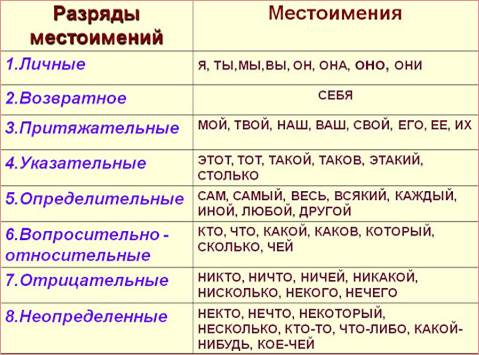 Разряды местоимений
Местоимения
1.Личные
Я, ТЫ,МЫ,ВЫ, ОН, ОНА, ОНО, ОНИ
2.Возвратное
СЕБЯ
3.Притяжательные
МОЙ, ТВОЙ, НАШ, ВАШ, СВОЙ, ЕГО, ЕЕ, ИХ
4.Указательные
ЭТОТ, ТОТ, ТАКОЙ, ТАКОВ, ЭТАКИЙ,
СТОЛЬКО
5.Определительные
САМ, САМЫЙ, ВЕСЬ, ВСЯКИЙ, КАЖДЫЙ,
ИНОЙ, ЛЮБОЙ, ДРУГОЙ
6.Вопросительно -
относительные
КТО, ЧТО, КАКОЙ, КАКОВ, КОТОРЫЙ,
СКОЛЬКО, ЧЕЙ
7.Отрицательные
НИКТО, НИЧТО, НИЧЕЙ, НИКАКОЙ,
НИСКОЛЬКО, НЕКОГО, НЕЧЕГО
8.Неопределенные
НЕКТО, НЕЧТО, НЕКОТОРЫЙ,
НЕСКОЛЬКО, КТО-ТО, ЧТО-ЛИБО, КАКОЙ-
НИБУДЬ, КОЕ-ЧЕЙ